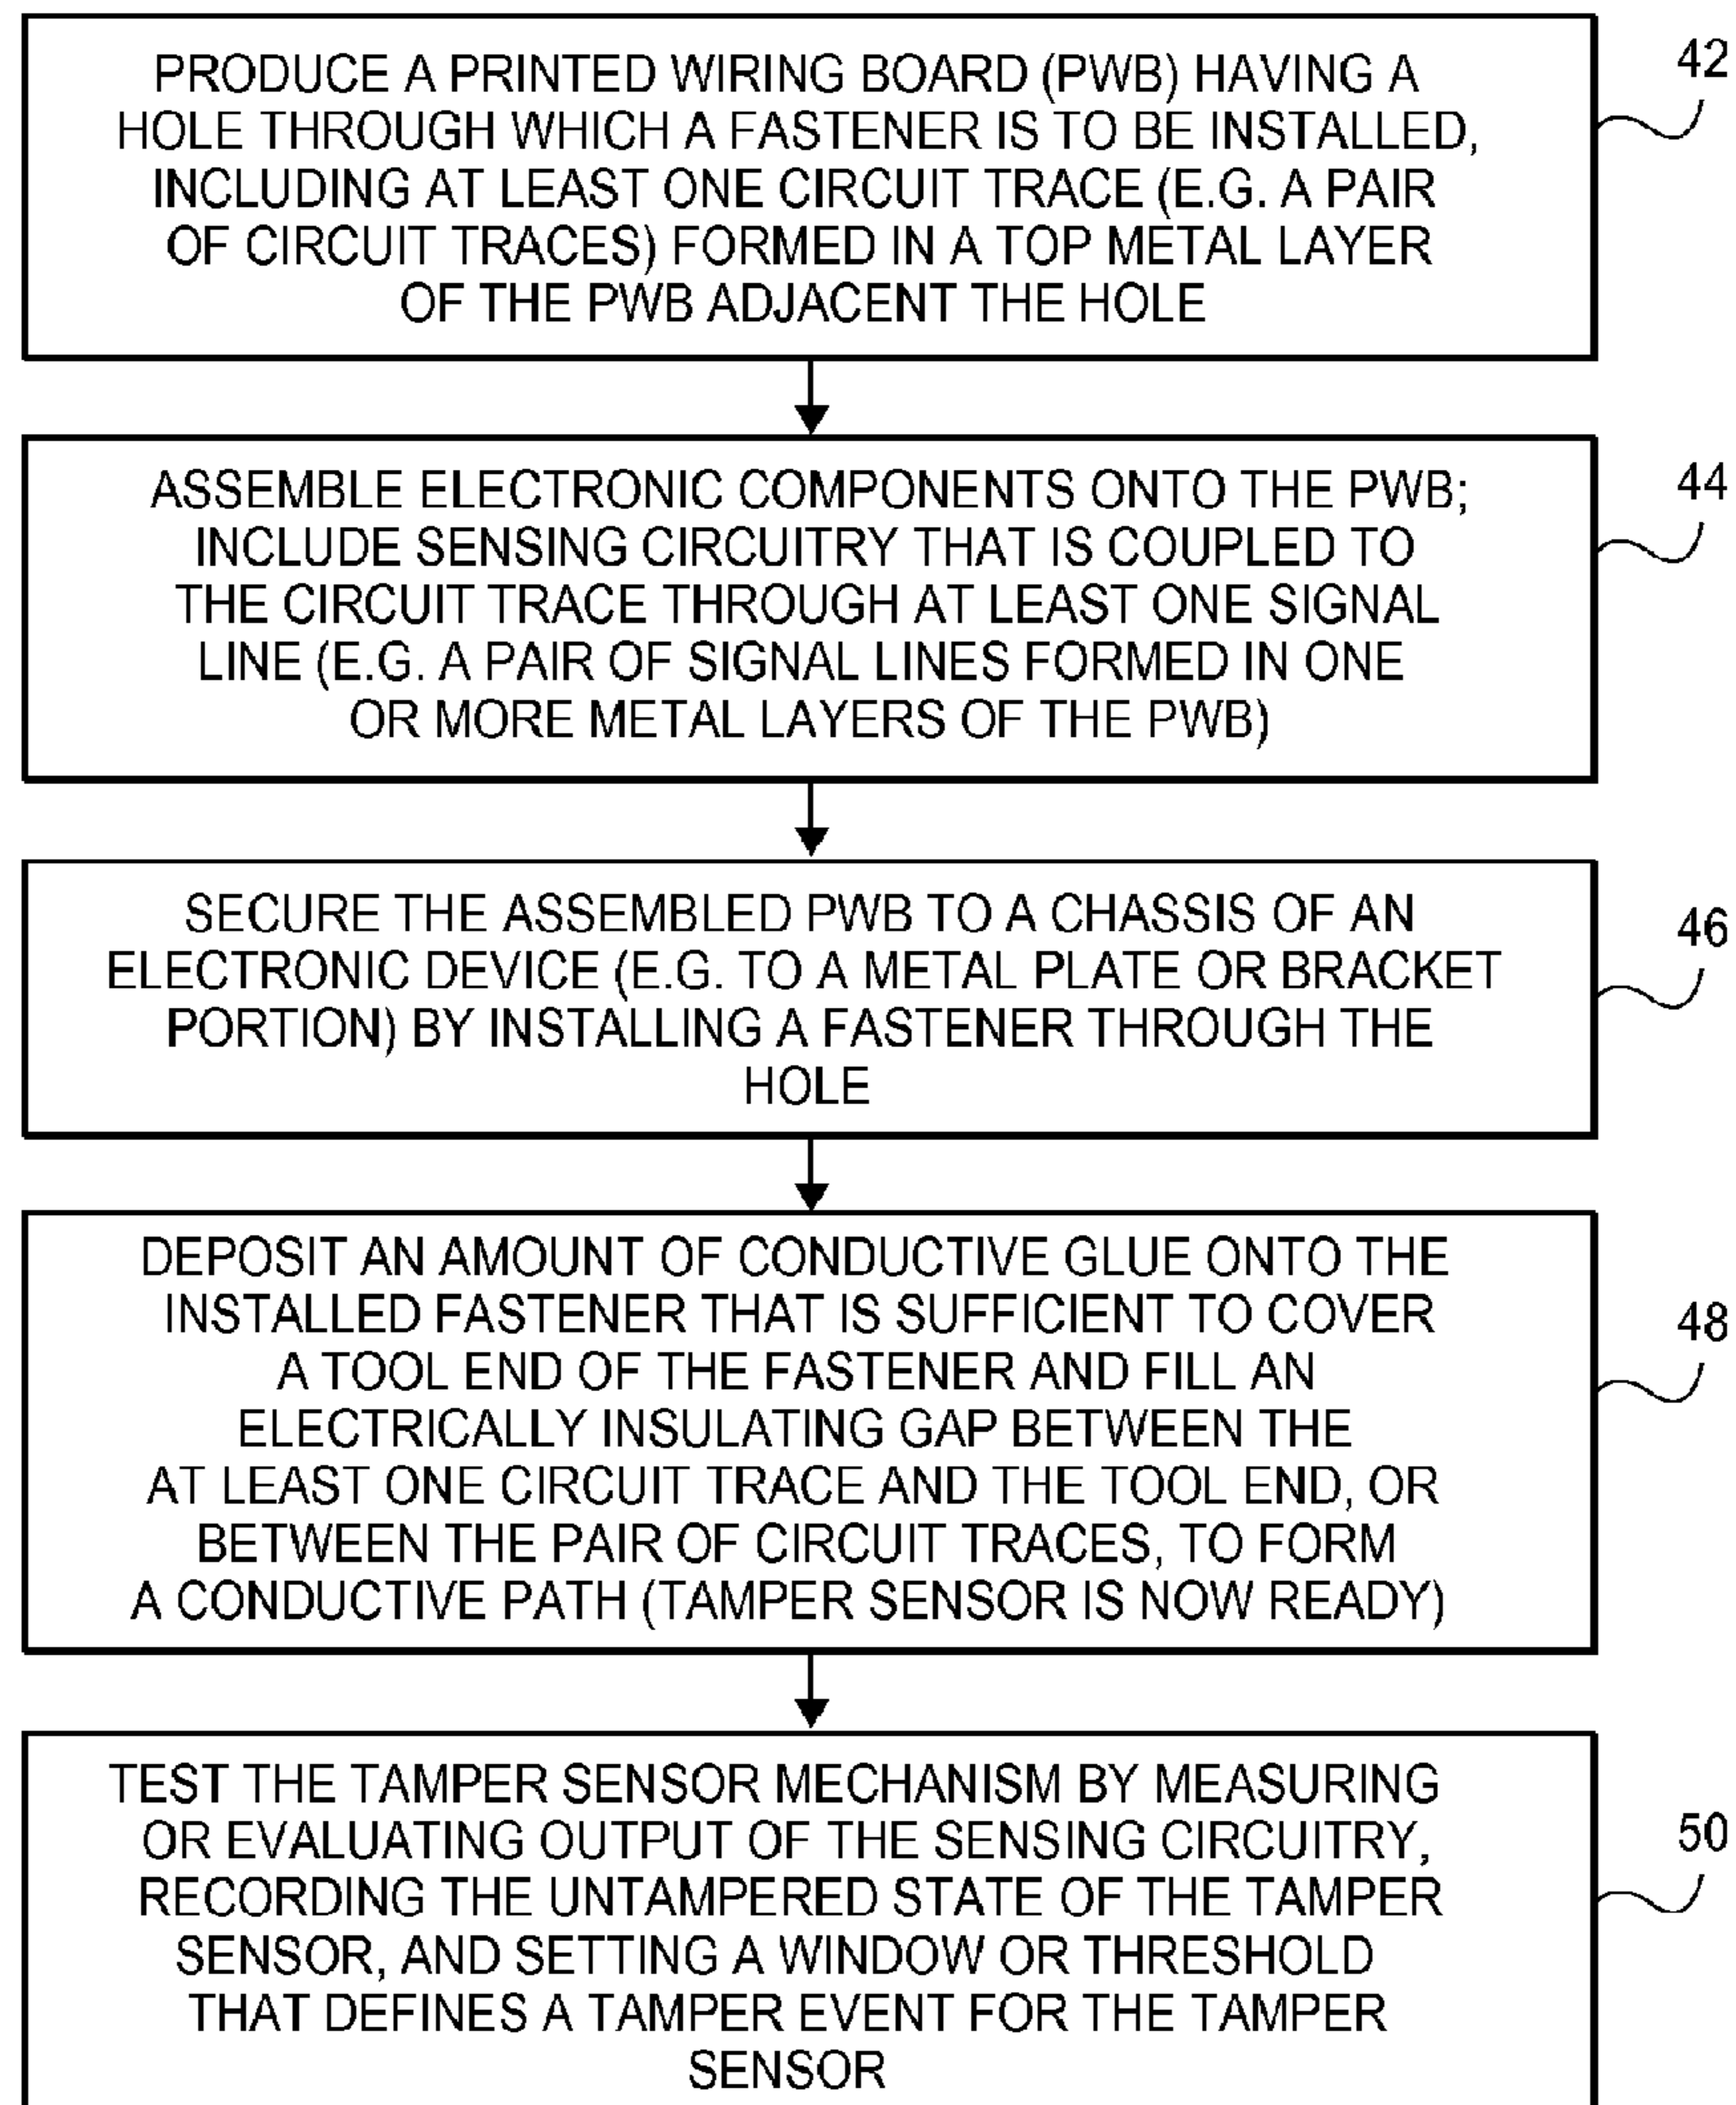 PRODUCE A PRINTED WIRING BOARD (PWB) HAVING A
HOLE THROUGH WHICH A FASTENER IS TO BE INSTALLED,
INCLUDING AT LEAST ONE CIRCUIT TRACE (E.G. A PAIR
OF CIRCUIT TRACES) FORMED IN A TOP METAL LAYER
OF THE PWB ADJACENT THE HOLE
42
ASSEMBLE ELECTRONIC COMPONENTS ONTO THE PWB;
INCLUDE SENSING CIRCUITRY THAT IS COUPLED TO
THE CIRCUIT TRACE THROUGH AT LEAST ONE SIGNAL
LINE (E.G. A PAIR OF SIGNAL LINES FORMED IN ONE
OR MORE METAL LAYERS OF THE PWB)
44
SECURE THE ASSEMBLED PWB TO A CHASSIS OF AN
ELECTRONIC DEVICE (E.G. TO A METAL PLATE OR BRACKET
PORTION) BY INSTALLING A FASTENER THROUGH THE
HOLE
46
DEPOSIT AN AMOUNT OF CONDUCTIVE GLUE ONTO THE
INSTALLED FASTENER THAT IS SUFFICIENT TO COVER
A TOOL END OF THE FASTENER AND FILL AN
ELECTRICALLY INSULATING GAP BETWEEN THE
AT LEAST ONE CIRCUIT TRACE AND THE TOOL END, OR
BETWEEN THE PAIR OF CIRCUIT TRACES, TO FORM
A CONDUCTIVE PATH (TAMPER SENSOR IS NOW READY)
48
TEST THE TAMPER SENSOR MECHANISM BY MEASURING
OR EVALUATING OUTPUT OF THE SENSING CIRCUITRY,
RECORDING THE UNTAMPERED STATE OF THE TAMPER
SENSOR, AND SETTING A WINDOW OR THRESHOLD
THAT DEFINES A TAMPER EVENT FOR THE TAMPER
SENSOR
50